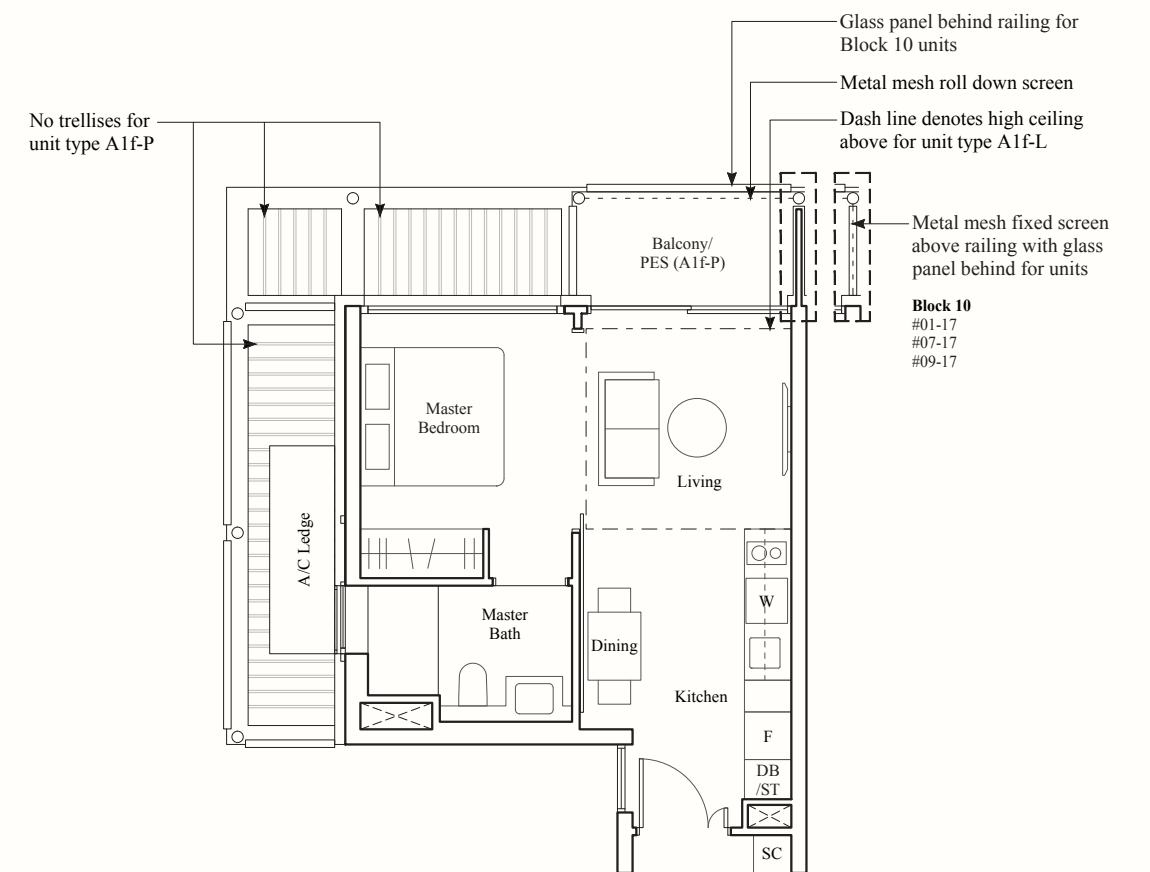 Glass panel behind railing for
Block 10 units
Metal mesh roll down screen
No trellises for
unit type A1f-P
Dash line denotes high ceiling
above for unit type A1f-L
Metal mesh fixed screen
above railing with glass
panel behind for units
Block 10
#01-17
#07-17
#09-17
Balcony/
PES (A1f-P)
Master
Bedroom
Living
A/C Ledge
W
Master
Bath
Dining
Kitchen
F
DB
/ST
SC